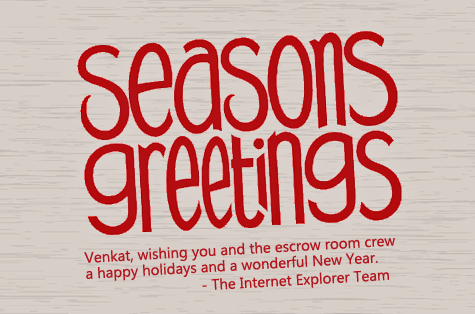 seasons
greetings
Venkat, wishing you and the escrow room crew
a happy holidays and a wonderful New Year.
- The Internet Explorer Team